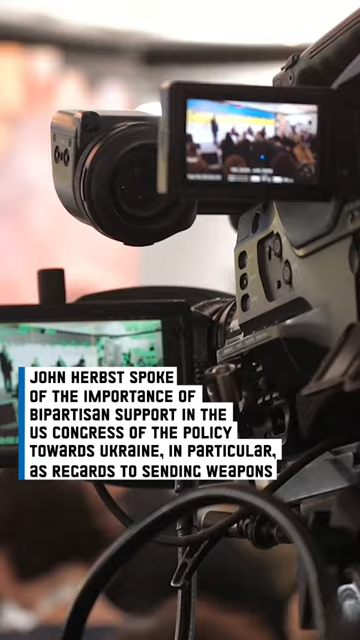 JOHN HERBST SPOKE
OF THE IMPORTANCE OF
BIPARTISAN SUPPORT IN THE
US CONGRESS OF THE POLICY
TOWARDS UKRAINE, IN PARTICULAR,
AS REGARDS TO SENDING WEAPONS